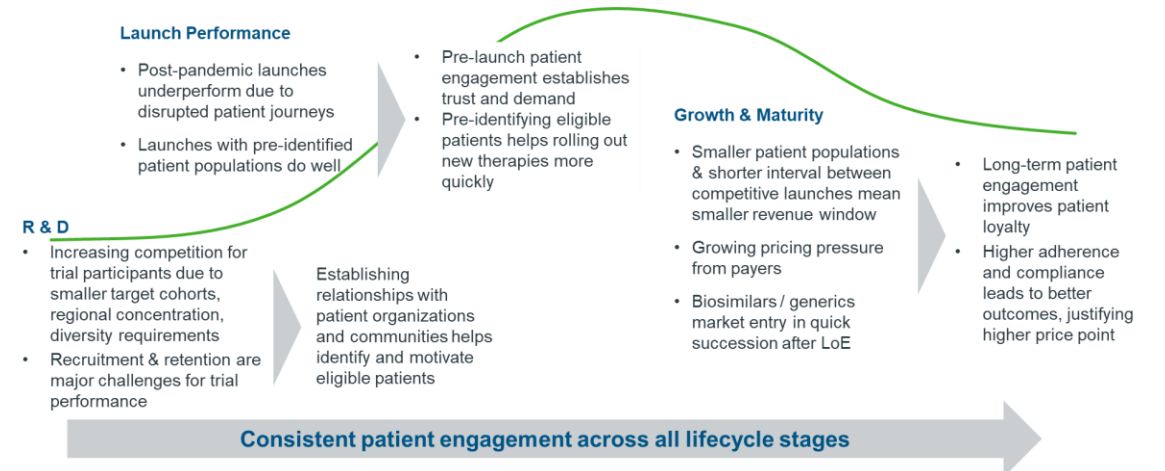 Launch Performance
• Post-pandemic launches
underperform due to
disrupted patient journeys
• Launches with pre-identified
patient populations do well
• Pre-launch patient
engagement establishes
trust and demand
• Pre-identifying eligible
patients helps rolling out
new therapies more
quickly
R & D
• Increasing competition for
trial participants due to
smaller target cohorts,
regional concentration,
diversity requirements
• Recruitment & retention are
major challenges for trial
performance
Establishing
relationships with
patient organizations
and communities helps
identify and motivate
eligible patients
Growth & Maturity
• Smaller patient populations
& shorter interval between
competitive launches mean
smaller revenue window
• Growing pricing pressure
from payers
• Biosimilars / generics
market entry in quick
succession after LoE
• Long-term patient
engagement
improves patient
loyalty
• Higher adherence
and compliance
leads to better
outcomes, justifying
higher price point
Consistent patient engagement across all lifecycle stages